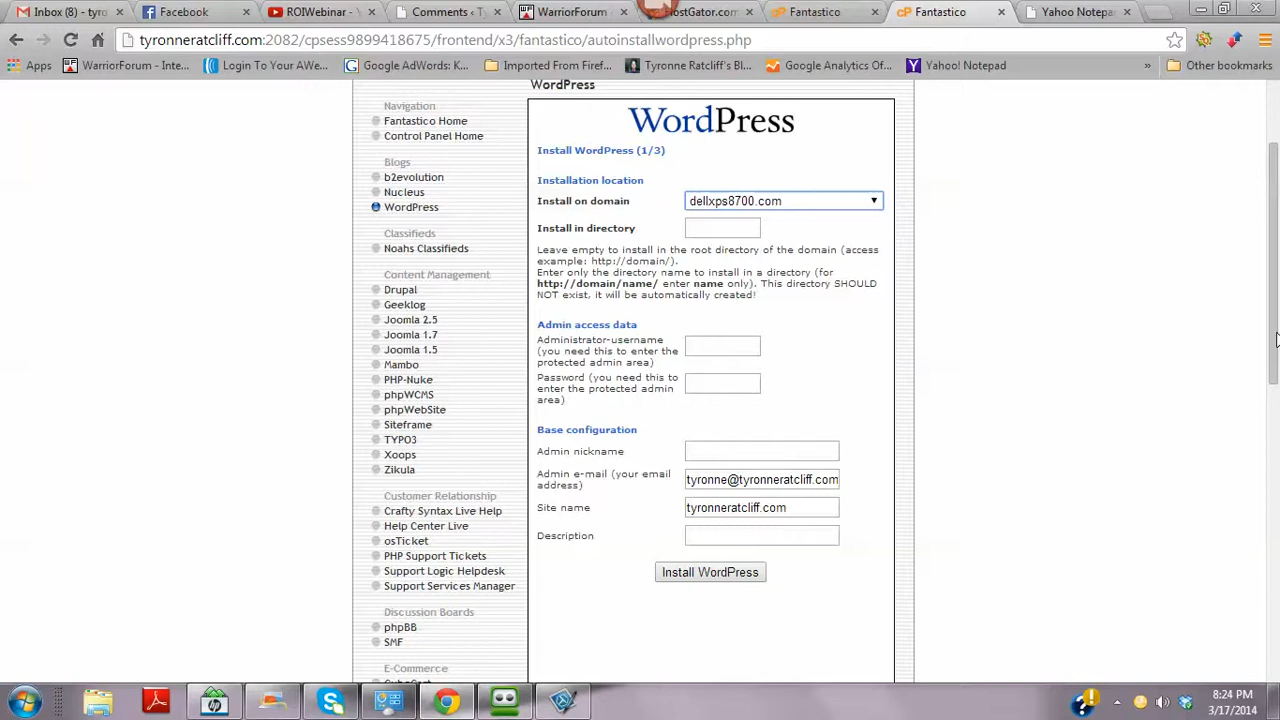 Inbox (8) - tyro
Facebook
ROIWebinar -
Comments ‹ T
WarriorForum
HostGator.com
Fantastico
Fantastico
Yahoo Notepad
tyronneratcliff.com:2082/cpsess9899418675/frontend/x3/fantastico/autoinstallwordpress.php
Apps
WarriorForum - Inte...
Login To Your AWe...
Google AdWords: K...
Imported From Firef...
Tyronne Ratcliff's Bl...
Google Analytics Of...
Yahoo! Notepad
»
Other bookmarks
WordPress
Navigation
Fantastico Home
Control Panel Home
Blogs
b2evolution
Nucleus
WordPress
Classifieds
Noahs Classifieds
Content Management
Drupal
Geeklog
Joomla 2.5
Joomla 1.7
Joomla 1.5
Mambo
PHP-Nuke
phpWCMS
phpWebSite
Siteframe
TYPO3
Xoops
Zikula
Customer Relationship
Crafty Syntax Live Help
Help Center Live
osTicket
PHP Support Tickets
Support Logic Helpdesk
Support Services Manager
Discussion Boards
phpBB
SMF
E-Commerce
CubeCart
WordPress
Install WordPress (1/3)
Installation location
Install on domain
dellxps8700.com
Install in directory
Leave empty to install in the root directory of the domain (access
example: http://domain/).
Enter only the directory name to install in a directory (for
http://domain/name/ enter name only). This directory SHOULD
NOT exist, it will be automatically created!
Admin access data
Administrator-username
(you need this to enter the
protected admin area)
Password (you need this to
enter the protected admin
area)
Base configuration
Admin nickname
Admin e-mail (your email
address)
tyronne@tyronneratcliff.com
Site name
tyronneratcliff.com
Description
Install WordPress
8:24 PM
3/17/2014